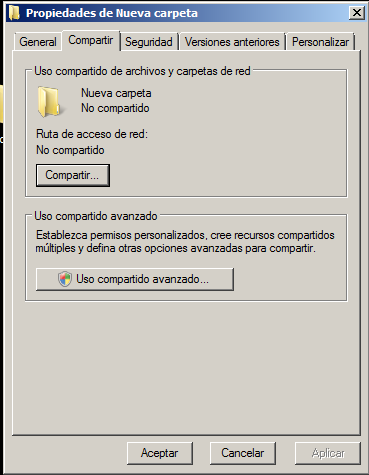 Propiedades de Nueva carpeta
General
Compartir
Seguridad
Versiones anteriores
Personalizar
Uso compartido de archivos y carpetas de red
Nueva carpeta
No compartido
Ruta de acceso de red:
No compartido
Compartir...
Uso compartido avanzado
Establezca permisos personalizados, cree recursos compartidos
múltiples y defina otras opciones avanzadas para compartir.
Uso compartido avanzado...
Aceptar
Cancelar
Aplicar